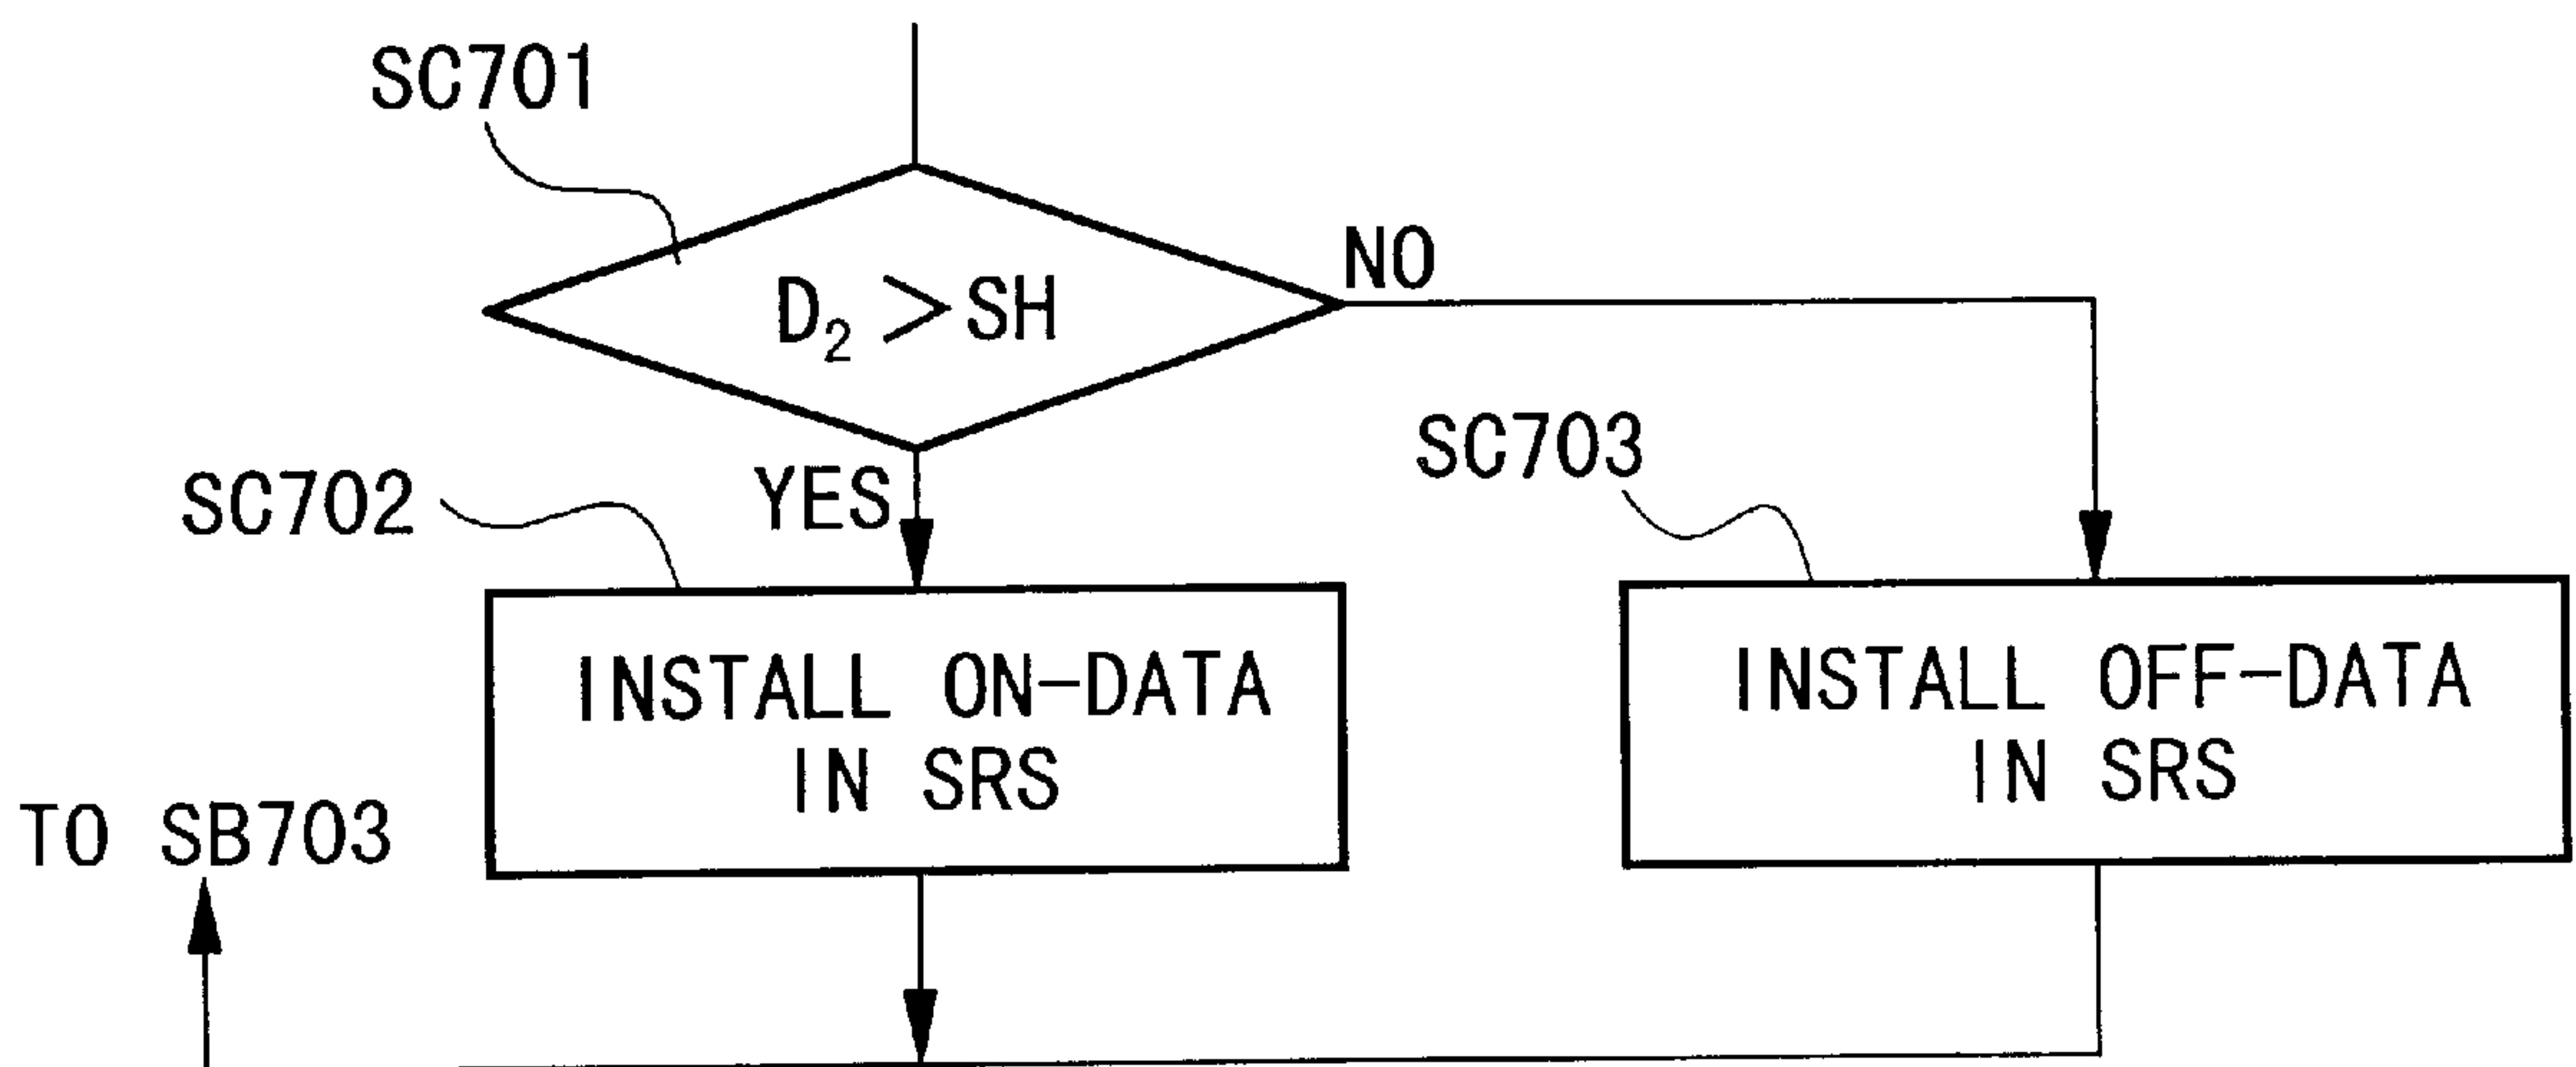 SC701
D₂ > SH
NO
SC703
SC702
YES
INSTALL ON-DATA
IN SRS
INSTALL OFF-DATA
IN SRS
TO SB703